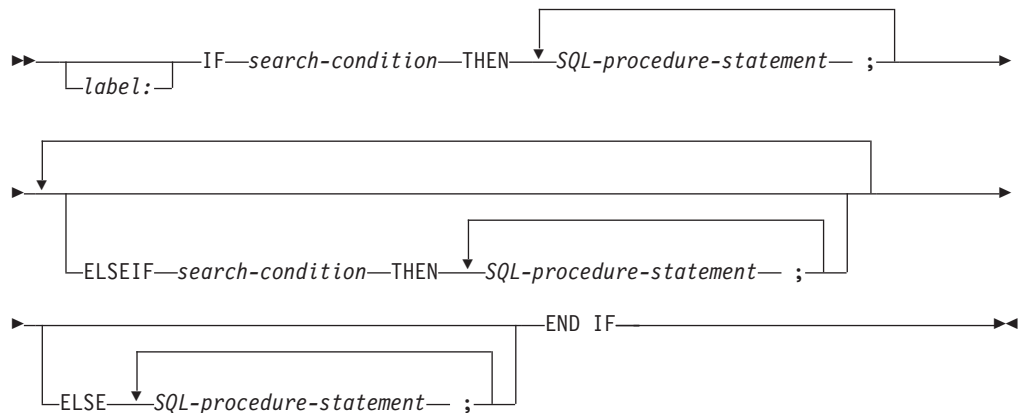 IF search-condition THEN SQL-procedure-statement ;
label:
ELSEIF search-condition THEN SQL-procedure-statement ;
END IF
ELSE SQL-procedure-statement ;